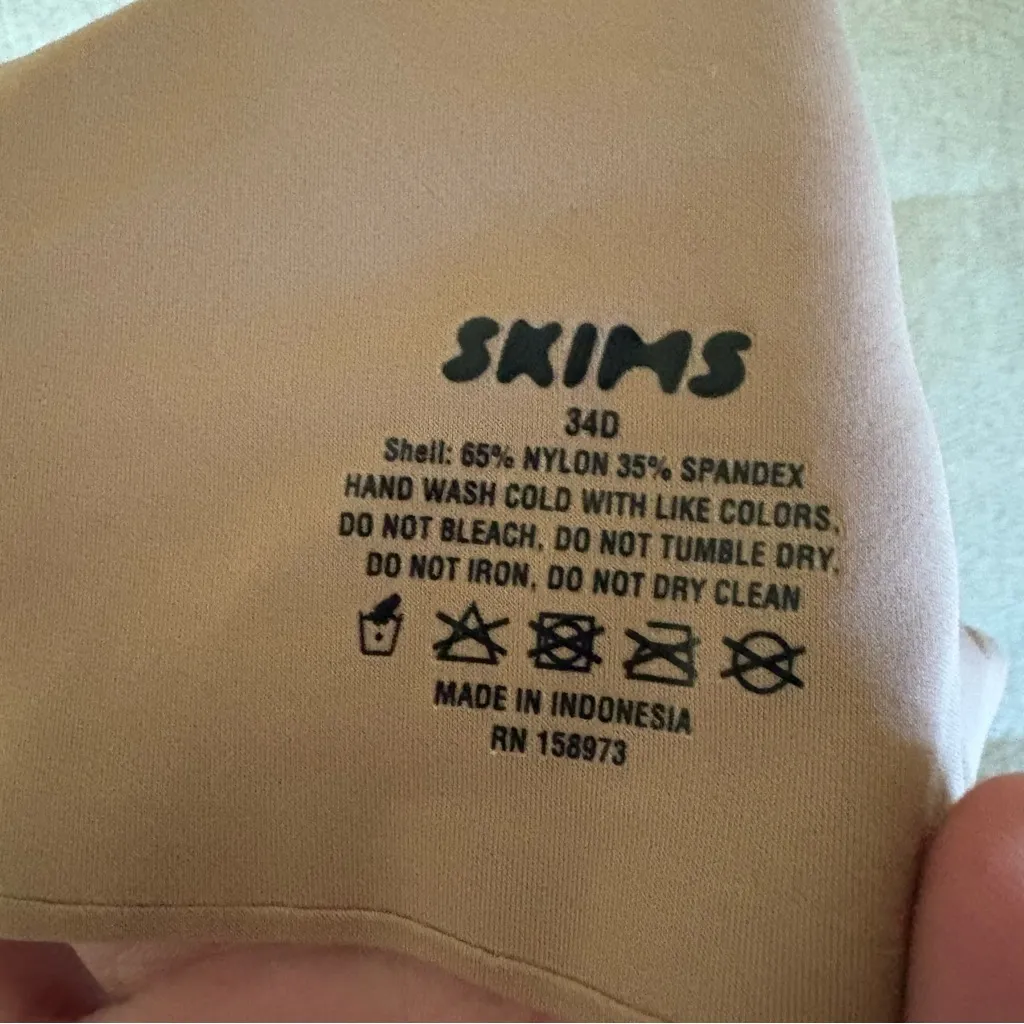 SKIMS
34D
Shell: 65% NYLON 35% SPANDEX
HAND WASH COLD WITH LIKE COLORS,
DO NOT BLEACH, DO NOT TUMBLE DRY,
DO NOT IRON, DO NOT DRY CLEAN
MADE IN INDONESIA
RN 158973